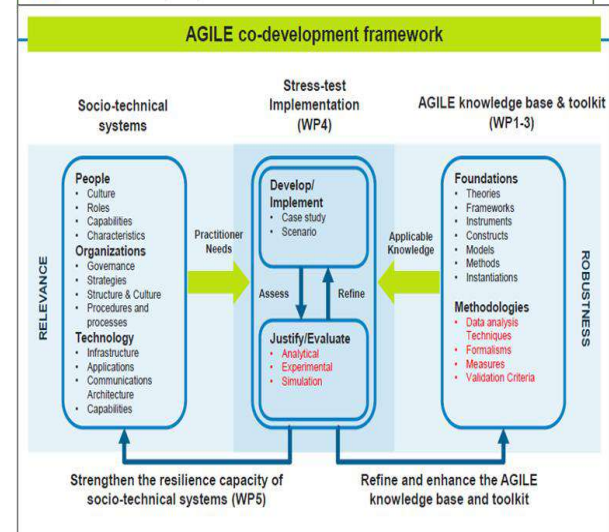 AGILE co-development framework
Socio-technical
systems
Stress-test
Implementation
(WP4)
AGILE knowledge base & toolkit
(WP1-3)
RELEVANCE
People
• Culture
• Roles
• Capabilities
• Characteristics
Organizations
• Governance
• Strategies
• Structure & Culture
• Procedures and
processes
Technology
• Infrastructure
• Applications
• Communications
Architecture
• Capabilities
Practitioner
Needs
Develop/
Implement
• Case study
• Scenario
Assess
Refine
Justify/Evaluate
• Analytical
• Experimental
• Simulation
Applicable
Knowledge
Foundations
• Theories
• Frameworks
• Instruments
• Constructs
• Models
• Methods
• Instantiations
Methodologies
• Data analysis
Techniques
• Formalisms
• Measures
• Validation Criteria
ROBUSTNESS
Strengthen the resilience capacity of
socio-technical systems (WP5)
Refine and enhance the AGILE
knowledge base and toolkit